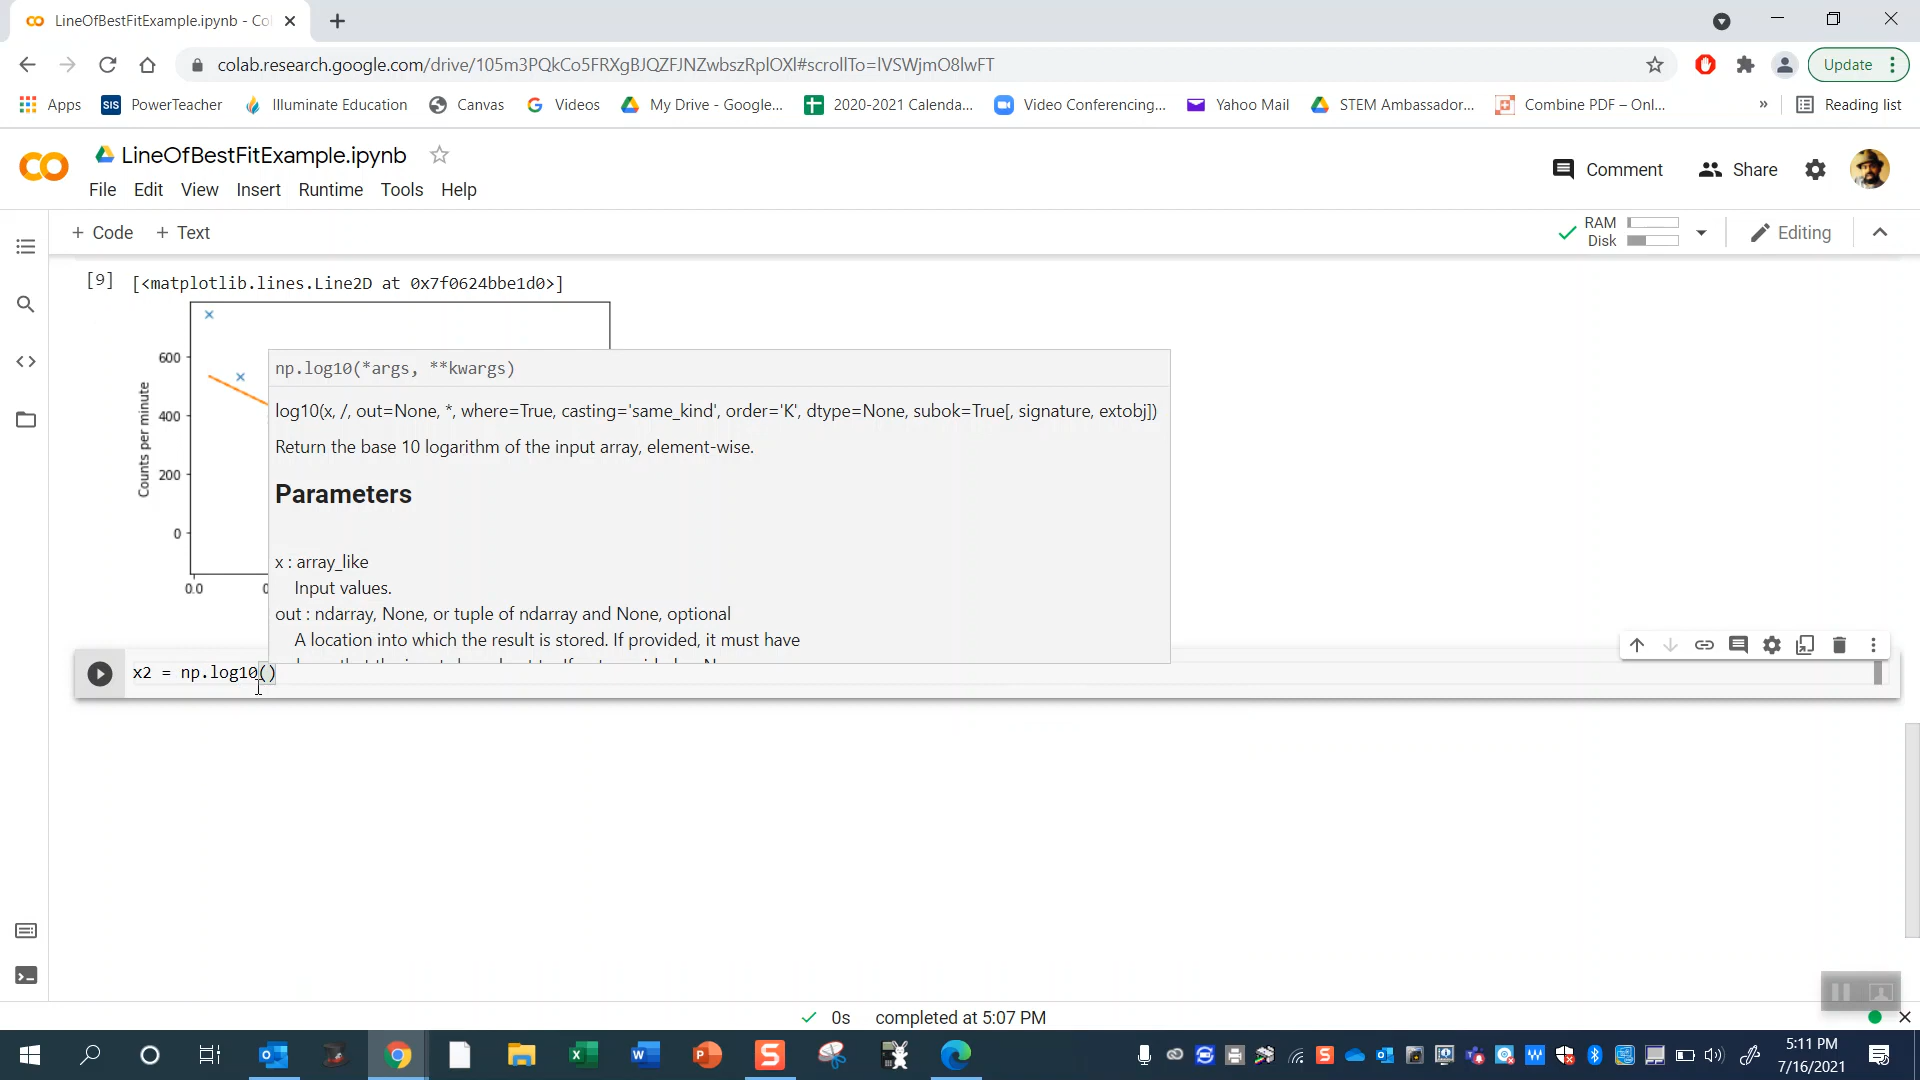 LineOfBestFitExample.ipynb - Co
colab.research.google.com/drive/105m3PQkCo5FRXgBJQZFJNZwbszRplOXl#scrollTo=lVSWjmO8lwFT
Update
Apps
SIS
PowerTeacher
Illuminate Education
Canvas
Videos
My Drive - Google...
2020-2021 Calenda...
Video Conferencing...
Yahoo Mail
STEM Ambassador...
Combine PDF – Onl...
»
Reading list
LineOfBestFitExample.ipynb
Comment
Share
File Edit View Insert Runtime Tools Help
+ Code + Text
RAM
Disk
Editing
[9] [<matplotlib.lines.Line2D at 0x7f0624bbe1d0>]
600
400
200
0
Counts per minute
0.0
np.log10(*args, **kwargs)
log10(x, /, out=None, *, where=True, casting='same_kind', order='K', dtype=None, subok=True[, signature, extobj])
Return the base 10 logarithm of the input array, element-wise.
Parameters
x : array_like
Input values.
out : ndarray, None, or tuple of ndarray and None, optional
A location into which the result is stored. If provided, it must have
x2 = np.log10()
0s completed at 5:07 PM
5:11 PM
7/16/2021